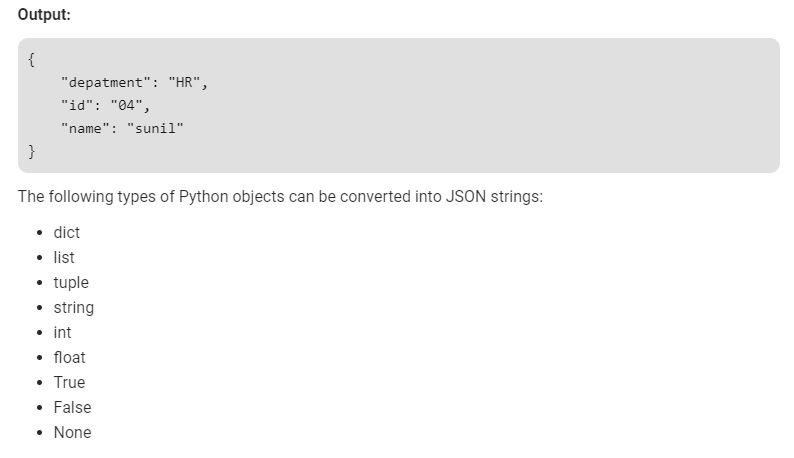 Output:
{
    "depatment": "HR",
    "id": "04",
    "name": "sunil"
}
The following types of Python objects can be converted into JSON strings:
• dict
• list
• tuple
• string
• int
• float
• True
• False
• None